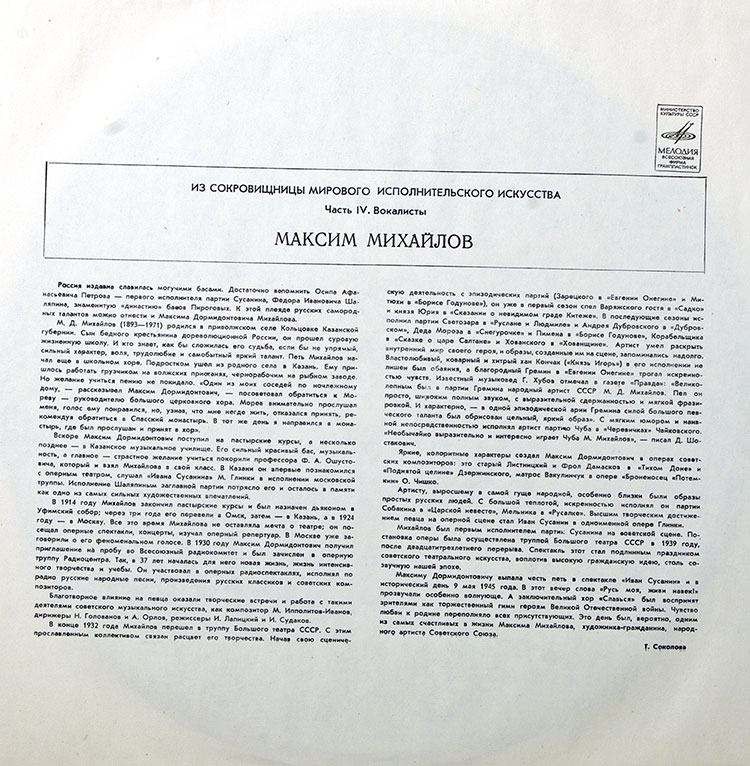 МИНИСТЕРСТВО
КУЛЬТУРЫ СССР
МЕЛОДИЯ
ВСЕСОЮЗНАЯ
ФИРМА
ГРАМПЛАСТИНОК
ИЗ СОКРОВИЩНИЦЫ МИРОВОГО ИСПОЛНИТЕЛЬСКОГО ИСКУССТВА
Часть IV. Вокалисты
МАКСИМ МИХАЙЛОВ
Россия издавна славилась могучими басами. Достаточно вспомнить Осипа Афа-
насьевича Петрова — первого исполнителя партии Сусанина, Федора Ивановича Ша-
ляпина, знаменитую «династию» басов Пироговых. К этой плеяде русских самород-
ных талантов можно отнести и Максима Дормидонтовича Михайлова.
М. Д. Михайлов (1893—1971) родился в приволжском селе Кольцовке Казанской
губернии. Сын бедного крестьянина дореволюционной России, он прошел суровую
жизненную школу. И кто знает, как бы сложилась его судьба, если бы не упрямый,
сильный характер, воля, трудолюбие и самобытный яркий талант. Петь Михайлов на-
чал еще в школьном хоре. Подростком ушел из родного села в Казань. Ему при-
шлось работать грузчиком на волжских пристанях, чернорабочим на рыбном заводе.
Но желание учиться пению не покидало. «Один из моих соседей по ночлежному
дому, — рассказывал Максим Дормидонтович, — посоветовал обратиться к Мо-
реву — руководителю большого церковного хора. Морев внимательно прослушал
меня, голос ему понравился, но, узнав, что мне негде жить, отказался принять, ре-
комендуя обратиться в Спасский монастырь. В тот же день я направился в мона-
стырь, где был прослушан и принят в хор».
Вскоре Максим Дормидонтович поступил на пастырские курсы, а несколько
позднее — в Казанское музыкальное училище. Его сильный красивый бас, музыкаль-
ность, а главное — страстное желание учиться покорили профессора Ф. А. Ошусто-
вича, который и взял Михайлова в свой класс. В Казани он впервые познакомился
с оперным театром, слушал «Ивана Сусанина» М. Глинки в исполнении московской
труппы. Исполнение Шаляпиным заглавной партии потрясло его и осталось в памяти
как одно из самых сильных художественных впечатлений.
В 1914 году Михайлов закончил пастырские курсы и был назначен дьяконом в
Уфимский собор; через три года его перевели в Омск, затем — в Казань, а в 1924
году — в Москву. Все это время Михайлова не оставляла мечта о театре; он по-
сещал оперные спектакли, концерты, изучал оперный репертуар. В Москве уже за-
говорили о его феноменальном голосе. В 1930 году Максим Дормидонтович получил
приглашение на пробу во Всесоюзный радиокомитет и был зачислен в оперную
труппу Радиоцентра. Так, в 37 лет началась для него новая жизнь, жизнь интенсив-
ного творчества и учебы. Он участвовал в оперных радиоспектаклях, исполнял по
радио русские народные песни, произведения русских классиков и советских ком-
позиторов.
Благотворное влияние на певца оказали творческие встречи и работа с такими
деятелями советского музыкального искусства, как композитор М. Ипполитов-Иванов,
дирижеры Н. Голованов и А. Орлов, режиссеры И. Лапицкий и И. Судаков.
В конце 1932 году Михайлов перешел в труппу Большого театра СССР. С этим
прославленным коллективом связан расцвет его творчества. Начав свою сцениче-
скую деятельность с эпизодических партий (Зарецкого в «Евгении Онегине» и Ми-
тюхи в «Борисе Годунове»), он уже в первый сезон спел Варяжского гостя в «Садко»
и князя Юрия в «Сказании о невидимом граде Китеже». В последующие сезоны ис-
полнил партии Светозара в «Руслане и Людмиле» и Андрея Дубровского в «Дубров-
ском», Деда Мороза в «Снегурочке» и Пимена в «Борисе Годунове», Корабельщика
в «Сказке о царе Салтане» и Хованского в «Хованщине». Артист умел раскрыть
внутренний мир своего героя, и образы, созданные им на сцене, запоминались надолго.
Властолюбивый, коварный и хитрый хан Кончак («Князь Игорь») в его исполнении не
лишен был обаяния, а благородный Гремин в «Евгении Онегине» трогал искренно-
стью чувств. Известный музыковед Г. Хубов отмечал в газете «Правда»: «Велико-
лепным был в партии Гремина народный артист СССР М. Д. Михайлов. Пел он
просто, широким полным звуком, с выразительной сдержанностью и мягкой фрази-
ровкой. И характерно, — в одной эпизодической арии Гремина силой большого пев-
ческого таланта был обрисован цельный, яркий образ». С мягким юмором и наив-
ной непосредственностью исполнял артист партию Чуба в «Черевичках» Чайковского.
«Необычайно выразительно и интересно играет Чуба М. Михайлов», — писал Д. Шо-
стакович.
Яркие, колоритные характеры создал Максим Дормидонтович в операх совет-
ских композиторов: это старый Листницкий и Фрол Дамасков в «Тихом Доне» и
«Поднятой целине» Дзержинского, матрос Вакулинчук в опере «Броненосец «Потем-
кин» О. Чишко.
Артисту, выросшему в самой гуще народной, особенно близки были образы
простых русских людей. С большой теплотой, искренностью исполнял он партии
Собакина в «Царской невесте», Мельника в «Русалке». Высшим творческим достиже-
нием певца на оперной сцене стал Иван Сусанин в одноименной опере Глинки.
Михайлов был первым исполнителем партии Сусанина на советской сцене. По-
становка оперы была осуществлена труппой Большого театра СССР в 1939 году,
после двадцатитрехлетнего перерыва. Спектакль этот стал подлинным праздником
советского театрального искусства, воплотив высокую гражданскую идею, столь со-
звучную нашей эпохе.
Максиму Дормидонтовичу выпала честь петь в спектакле «Иван Сусанин» и в
исторический день 9 мая 1945 года. В этот вечер слова «Русь моя, живи навек!»
прозвучали особенно волнующе. А заключительный хор «Славься» был воспринят
зрителями как торжественный гимн героям Великой Отечественной войны. Чувство
любви к родине переполняло всех присутствующих. Это день был, вероятно, одним
из самых счастливых в жизни Максима Михайлова, художника-гражданина, народ-
ного артиста Советского Союза.
Т. Соколова